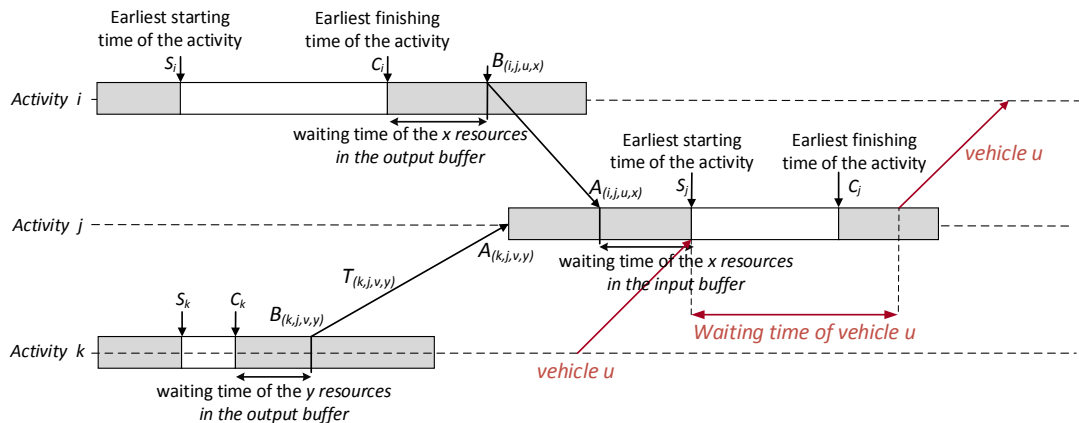 Earliest starting
time of the activity
S_i
Earliest finishing
time of the activity
C_i
B_(i,j,u,x)
Activity i
waiting time of the x resources
in the output buffer
vehicle u
Earliest starting
time of the activity
S_j
Earliest finishing
time of the activity
C_j
A_(i,j,u,x)
Activity j
A_(k,j,v,y)
waiting time of the x resources
in the input buffer
T_(k,j,v,y)
S_k
C_k
B_(k,j,v,y)
Waiting time of vehicle u
Activity k
vehicle u
waiting time of the y resources
in the output buffer